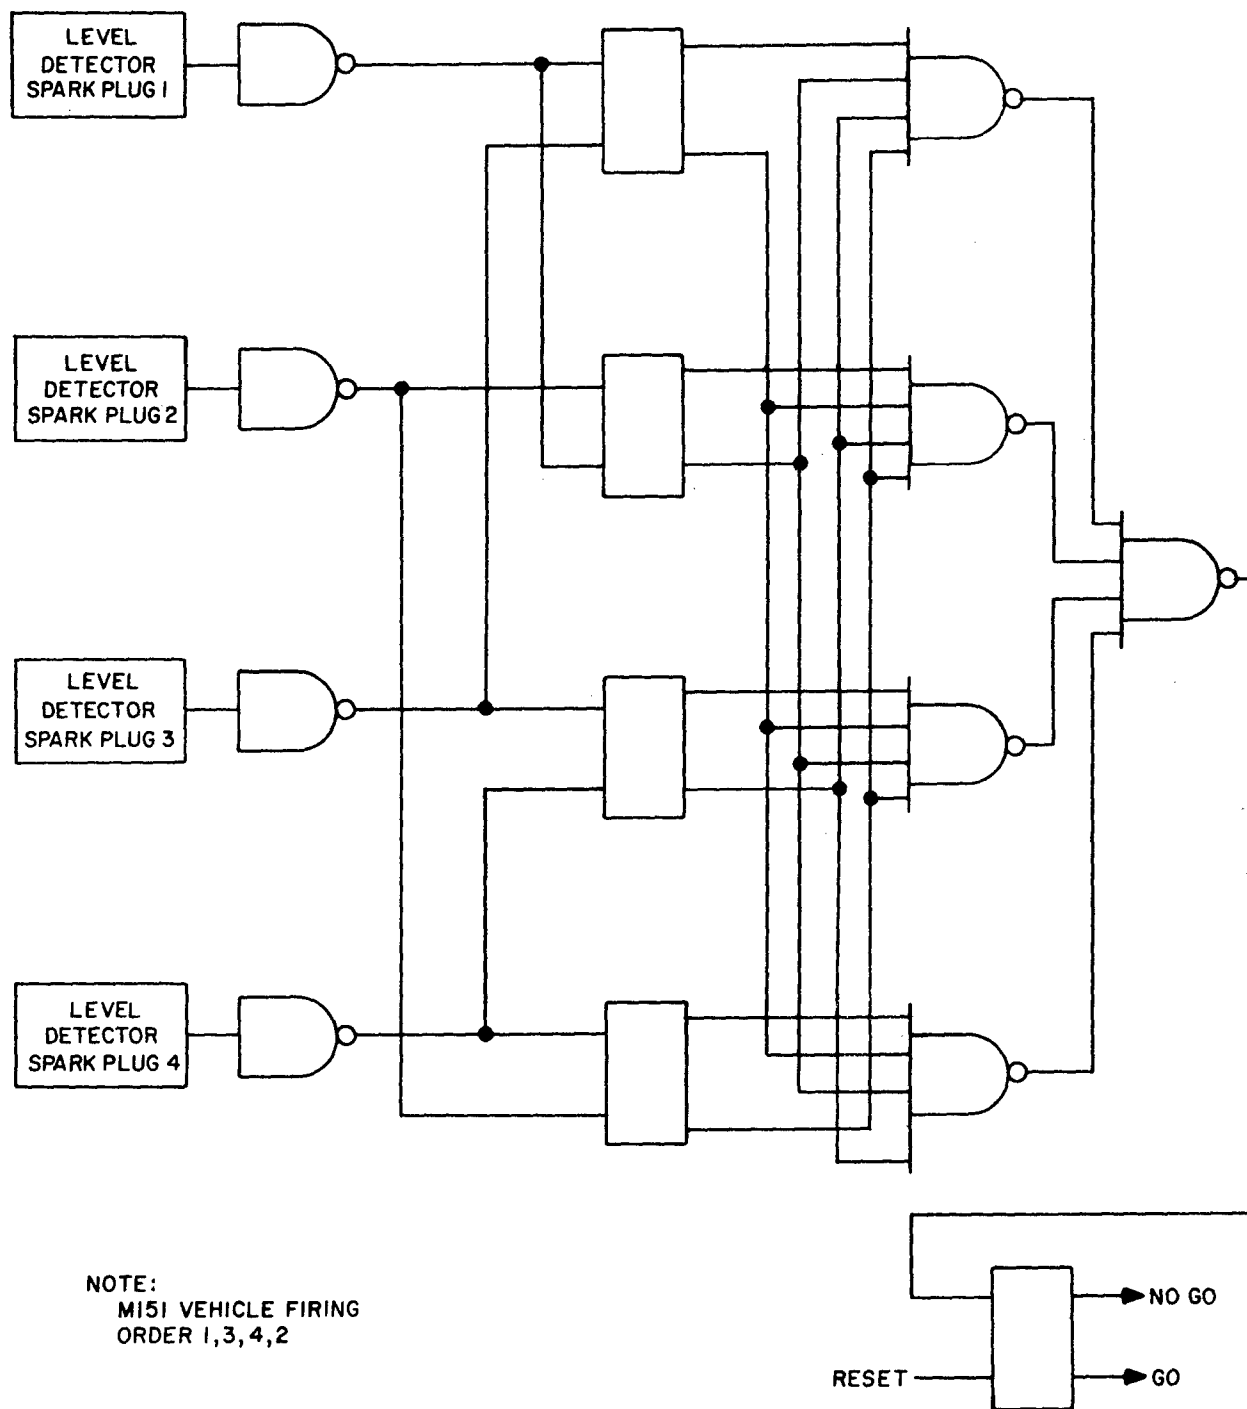 LEVEL
DETECTOR
SPARK PLUG 1
LEVEL
DETECTOR
SPARK PLUG 2
LEVEL
DETECTOR
SPARK PLUG 3
LEVEL
DETECTOR
SPARK PLUG 4
NOTE:
M151 VEHICLE FIRING
ORDER 1,3,4,2
NO GO
RESET
GO